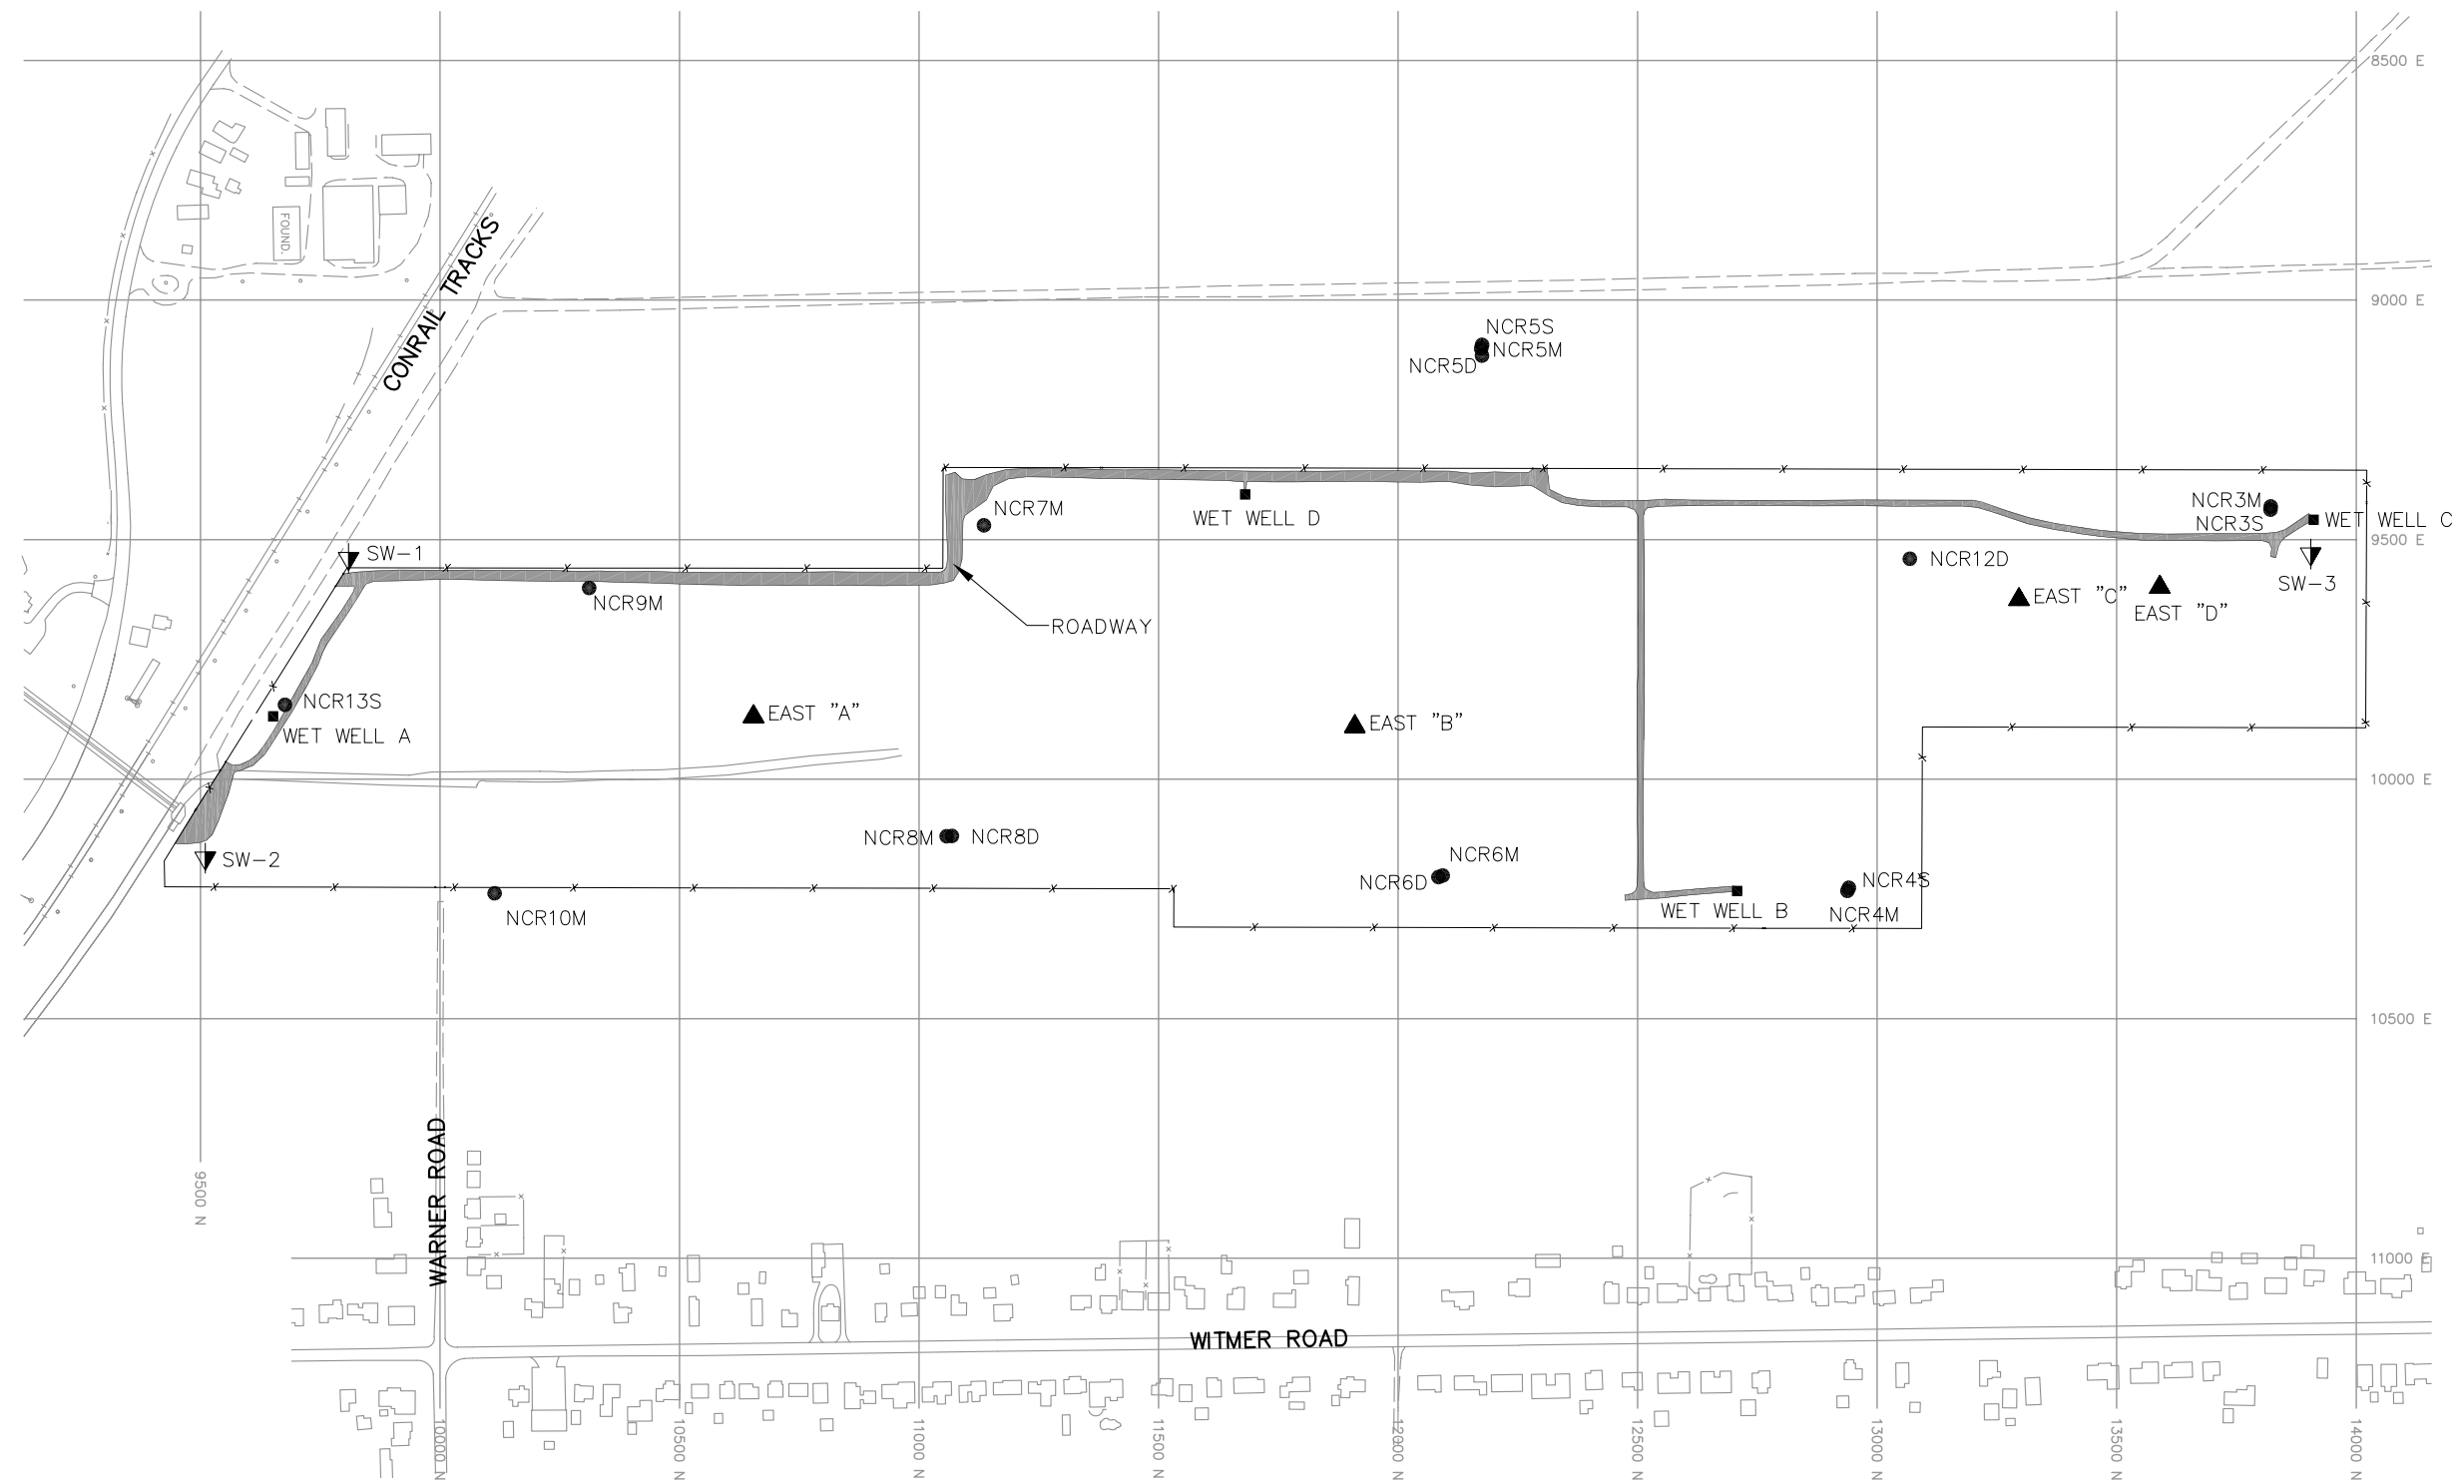 8500 E
FOUND.
CONRAIL TRACKS
9000 E
NCR5S
NCR5M
NCR5D
NCR3M
NCR3S
NCR7M
WET WELL D
WET WELL C
9500 E
SW-1
NCR12D
SW-3
NCR9M
EAST "C"
EAST "D"
ROADWAY
NCR13S
EAST "A"
EAST "B"
WET WELL A
10000 E
NCR8M
NCR8D
SW-2
NCR6M
NCR6D
NCR4S
WET WELL B
NCR4M
NCR10M
10500 E
WARNER ROAD
9500 N
11000 E
WITMER ROAD
10000 N
10500 N
11000 N
11500 N
12000 N
12500 N
13000 N
13500 N
14000 N